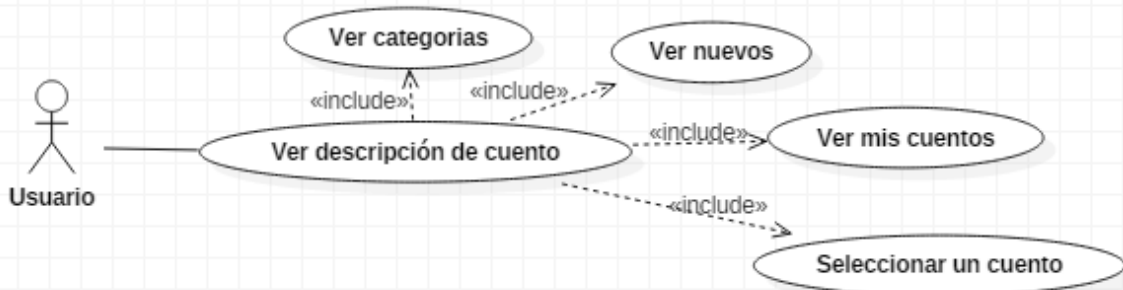 Ver categorias
Ver nuevos
«include»
«include»
«include»
Ver mis cuentos
Ver descripción de cuento
Usuario
«include»
Seleccionar un cuento